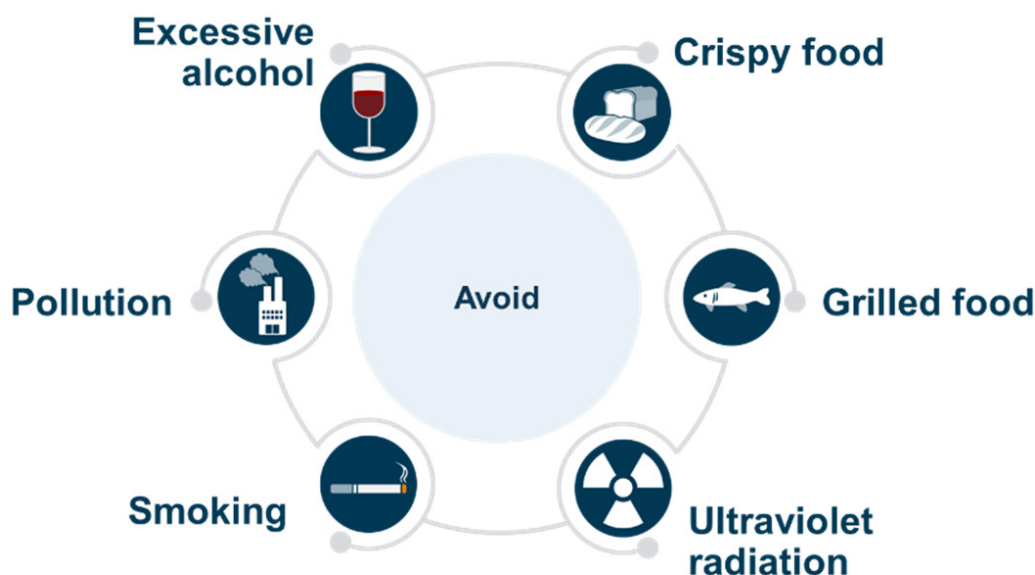 Excessive
alcohol
Crispy food
Pollution
Avoid
Grilled food
Smoking
Ultraviolet
radiation